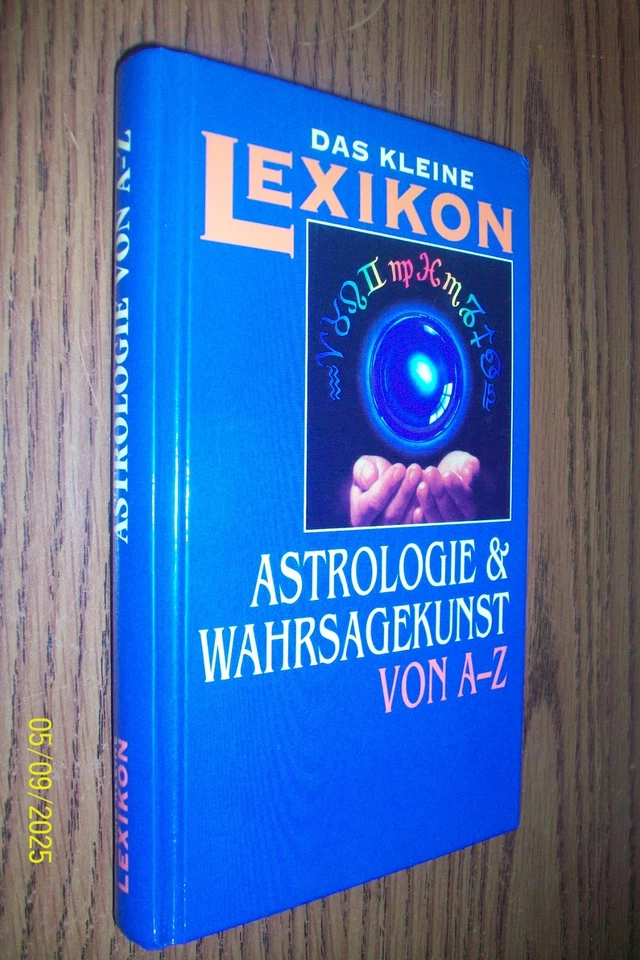 DAS KLEINE
LEXIKON
ASTROLOGIE &
WAHRSAGEKUNST
VON A–Z
ASTROLOGIE VON A-Z
LEXIKON
05/09/2025